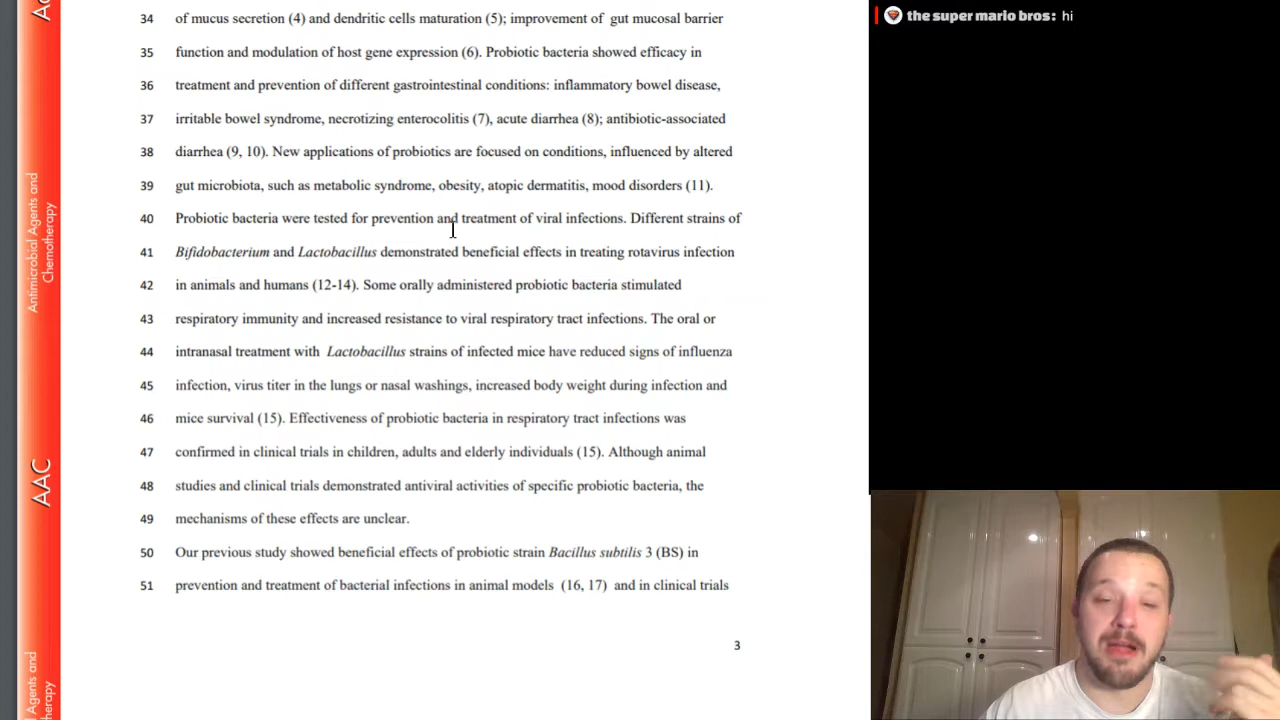 Ac
34 of mucus secretion (4) and dendritic cells maturation (5); improvement of gut mucosal barrier
35 function and modulation of host gene expression (6). Probiotic bacteria showed efficacy in
36 treatment and prevention of different gastrointestinal conditions: inflammatory bowel disease,
37 irritable bowel syndrome, necrotizing enterocolitis (7), acute diarrhea (8); antibiotic-associated
38 diarrhea (9, 10). New applications of probiotics are focused on conditions, influenced by altered
39 gut microbiota, such as metabolic syndrome, obesity, atopic dermatitis, mood disorders (11).
40 Probiotic bacteria were tested for prevention and treatment of viral infections. Different strains of
41 Bifidobacterium and Lactobacillus demonstrated beneficial effects in treating rotavirus infection
42 in animals and humans (12-14). Some orally administered probiotic bacteria stimulated
43 respiratory immunity and increased resistance to viral respiratory tract infections. The oral or
44 intranasal treatment with Lactobacillus strains of infected mice have reduced signs of influenza
45 infection, virus titer in the lungs or nasal washings, increased body weight during infection and
46 mice survival (15). Effectiveness of probiotic bacteria in respiratory tract infections was
47 confirmed in clinical trials in children, adults and elderly individuals (15). Although animal
48 studies and clinical trials demonstrated antiviral activities of specific probiotic bacteria, the
49 mechanisms of these effects are unclear.
50 Our previous study showed beneficial effects of probiotic strain Bacillus subtilis 3 (BS) in
51 prevention and treatment of bacterial infections in animal models (16, 17) and in clinical trials
3
Antimicrobial Agents and
Chemotherapy
AAC
Agents and
herapy
the super mario bros: hi